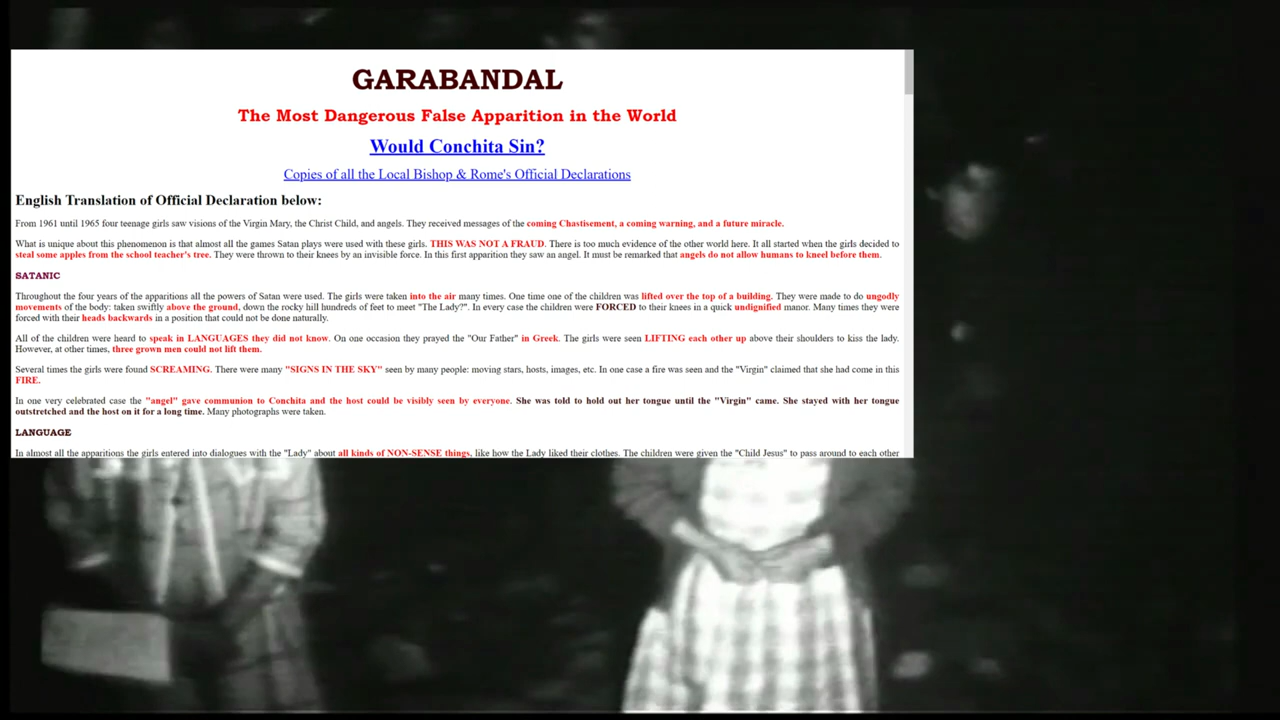 GARABANDAL
The Most Dangerous False Apparition in the World
Would Conchita Sin?
Copies of all the Local Bishop & Rome's Official Declarations
English Translation of Official Declaration below:
From 1961 until 1965 four teenage girls saw visions of the Virgin Mary, the Christ Child, and angels. They received messages of the coming Chastisement, a coming warning, and a future miracle.
What is unique about this phenomenon is that almost all the games Satan plays were used with these girls. THIS WAS NOT A FRAUD. There is too much evidence of the other world here. It all started when the girls decided to
steal some apples from the school teacher's tree. They were thrown to their knees by an invisible force. In this first apparition they saw an angel. It must be remarked that angels do not allow humans to kneel before them.
SATANIC
Throughout the four years of the apparitions all the powers of Satan were used. The girls were taken into the air many times. One time one of the children was lifted over the top of a building. They were made to do ungodly
movements of the body: taken swiftly above the ground, down the rocky hill hundreds of feet to meet "The Lady?". In every case the children were FORCED to their knees in a quick undignified manor. Many times they were
forced with their heads backwards in a position that could not be done naturally.
All of the children were heard to speak in LANGUAGES they did not know. On one occasion they prayed the "Our Father" in Greek. The girls were seen LIFTING each other up above their shoulders to kiss the lady.
However, at other times, three grown men could not lift them.
Several times the girls were found SCREAMING. There were many "SIGNS IN THE SKY" seen by many people: moving stars, hosts, images, etc. In one case a fire was seen and the "Virgin" claimed that she had come in this
FIRE.
In one very celebrated case the "angel" gave communion to Conchita and the host could be visibly seen by everyone. She was told to hold out her tongue until the "Virgin" came. She stayed with her tongue
outstretched and the host on it for a long time. Many photographs were taken.
LANGUAGE
In almost all the apparitions the girls entered into dialogues with the "Lady" about all kinds of NON-SENSE things, like how the Lady liked their clothes. The children were given the "Child Jesus" to pass around to each other